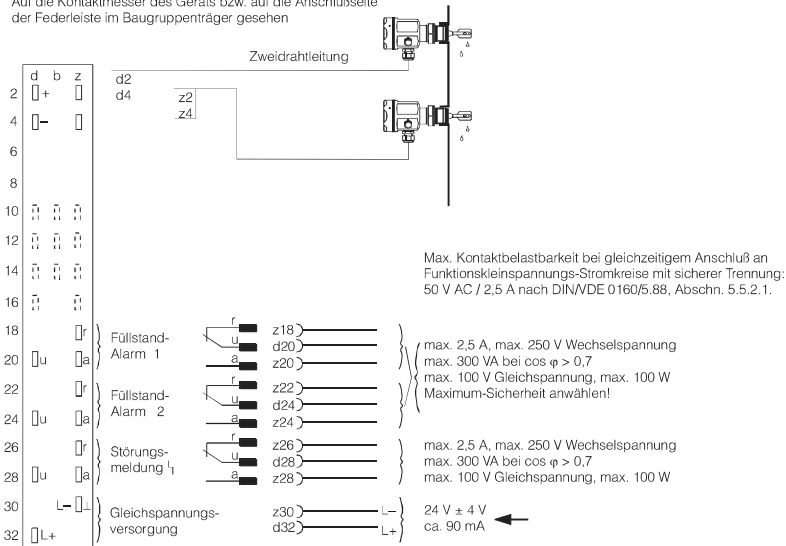 Auf die Kontaktmesser des Geräts bzw. auf die Anschlußseite
der Federleiste im Baugruppenträger gesehen
Zweidrahtleitung
d b z
d2
d4
z2
z4
2 +
4 –
6
8
10
12
14
16
Max. Kontaktbelastbarkeit bei gleichzeitigem Anschluß an
Funktionskleinspannungs-Stromkreise mit sicherer Trennung:
50 V AC / 2,5 A nach DIN/VDE 0160/5.88, Abschn. 5.5.2.1.
18 r
20 u a
Füllstand-
Alarm 1
r z18
u d20
a z20
22 r
24 u a
Füllstand-
Alarm 2
r z22
u d24
a z24
max. 2,5 A, max. 250 V Wechselspannung
max. 300 VA bei cos φ > 0,7
max. 100 V Gleichspannung, max. 100 W
Maximum-Sicherheit anwählen!
26 r
28 u a
Störungs-
meldung
r z26
u d28
a z28
max. 2,5 A, max. 250 V Wechselspannung
max. 300 VA bei cos φ > 0,7
max. 100 V Gleichspannung, max. 100 W
30 L– ⊥
32 L+
Gleichspannungs-
versorgung
z30 L–
d32 L+
24 V ± 4 V
ca. 90 mA